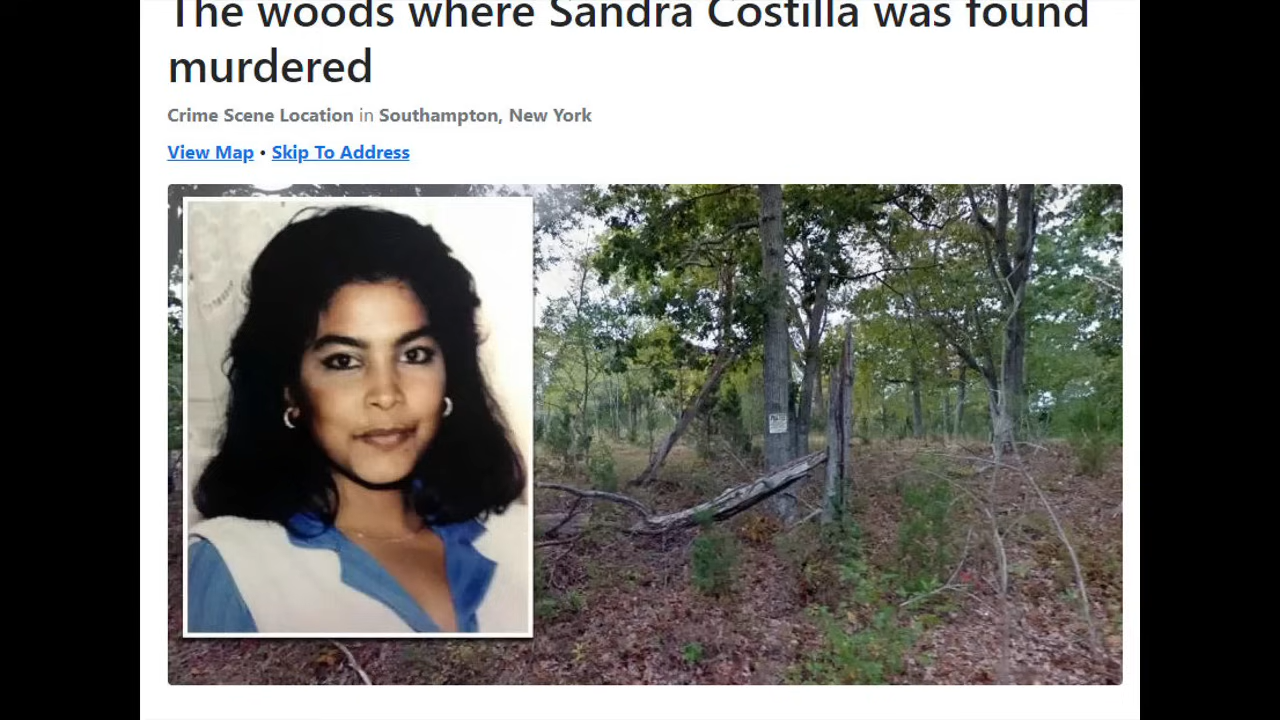 The woods where Sandra Costilla was found
murdered
Crime Scene Location in Southampton, New York
View Map • Skip To Address